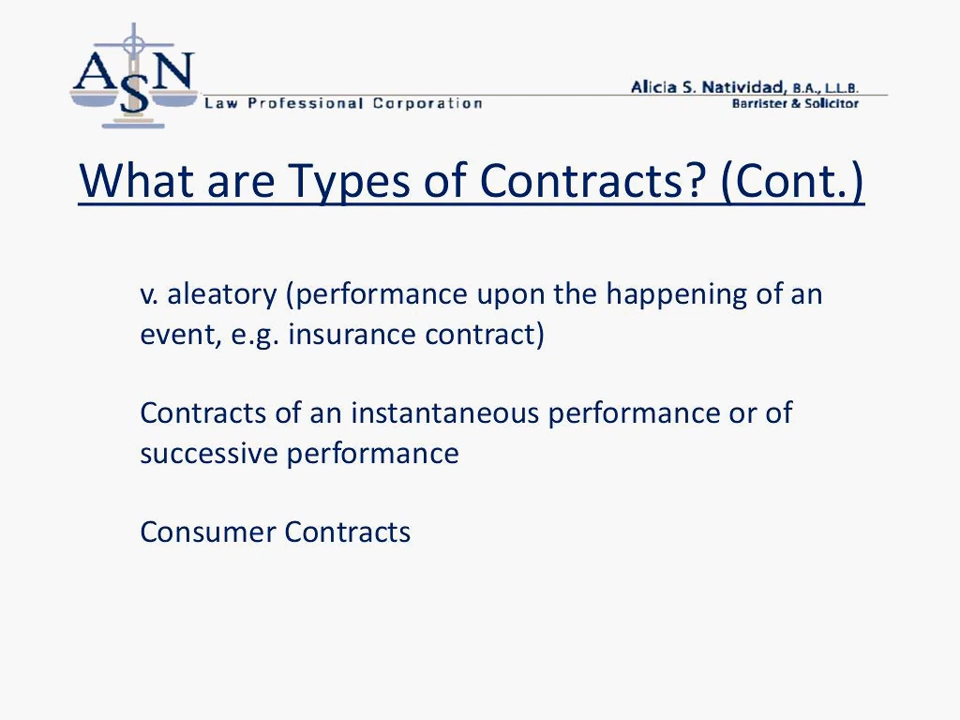 ASN
Law Professional Corporation
Alicia S. Natividad, B.A., L.L.B.
Barrister & Solicitor
What are Types of Contracts? (Cont.)
v. aleatory (performance upon the happening of an
event, e.g. insurance contract)
Contracts of an instantaneous performance or of
successive performance
Consumer Contracts